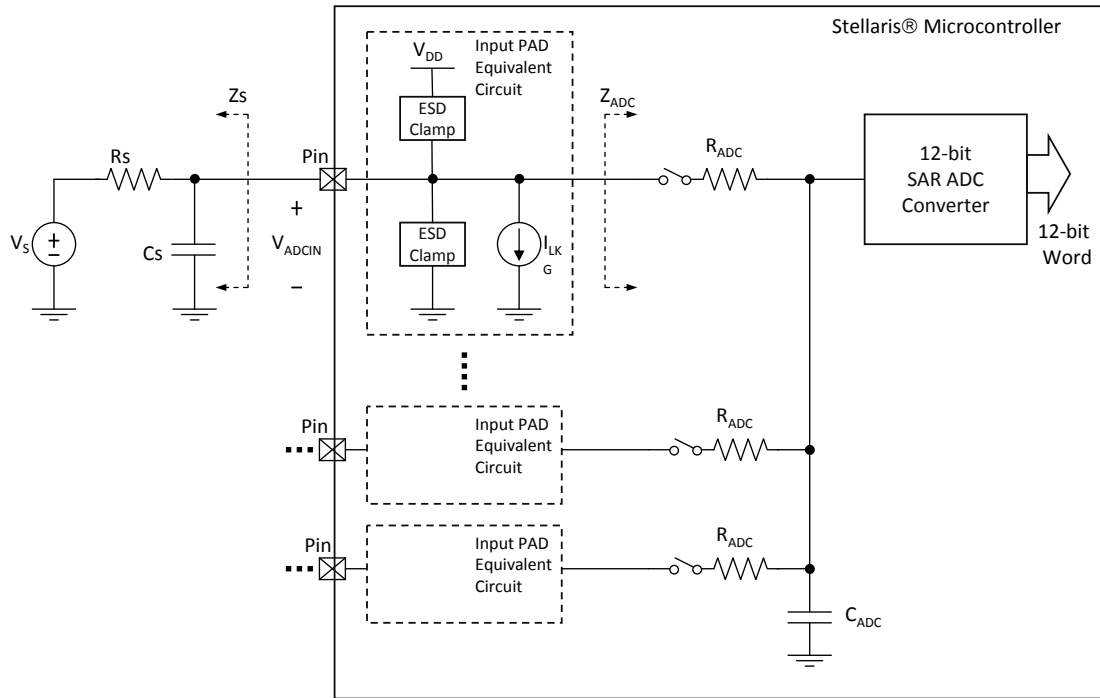 Stellaris® Microcontroller
Input PAD
Equivalent
Circuit
VDD
ESD
Clamp
Zs
ZADC
Rs
Pin
RADC
12-bit
SAR ADC
Converter
+
VADCIN
−
VS
+
−
Cs
ESD
Clamp
ILK
G
12-bit
Word
Pin
Input PAD
Equivalent
Circuit
RADC
Pin
Input PAD
Equivalent
Circuit
RADC
CADC